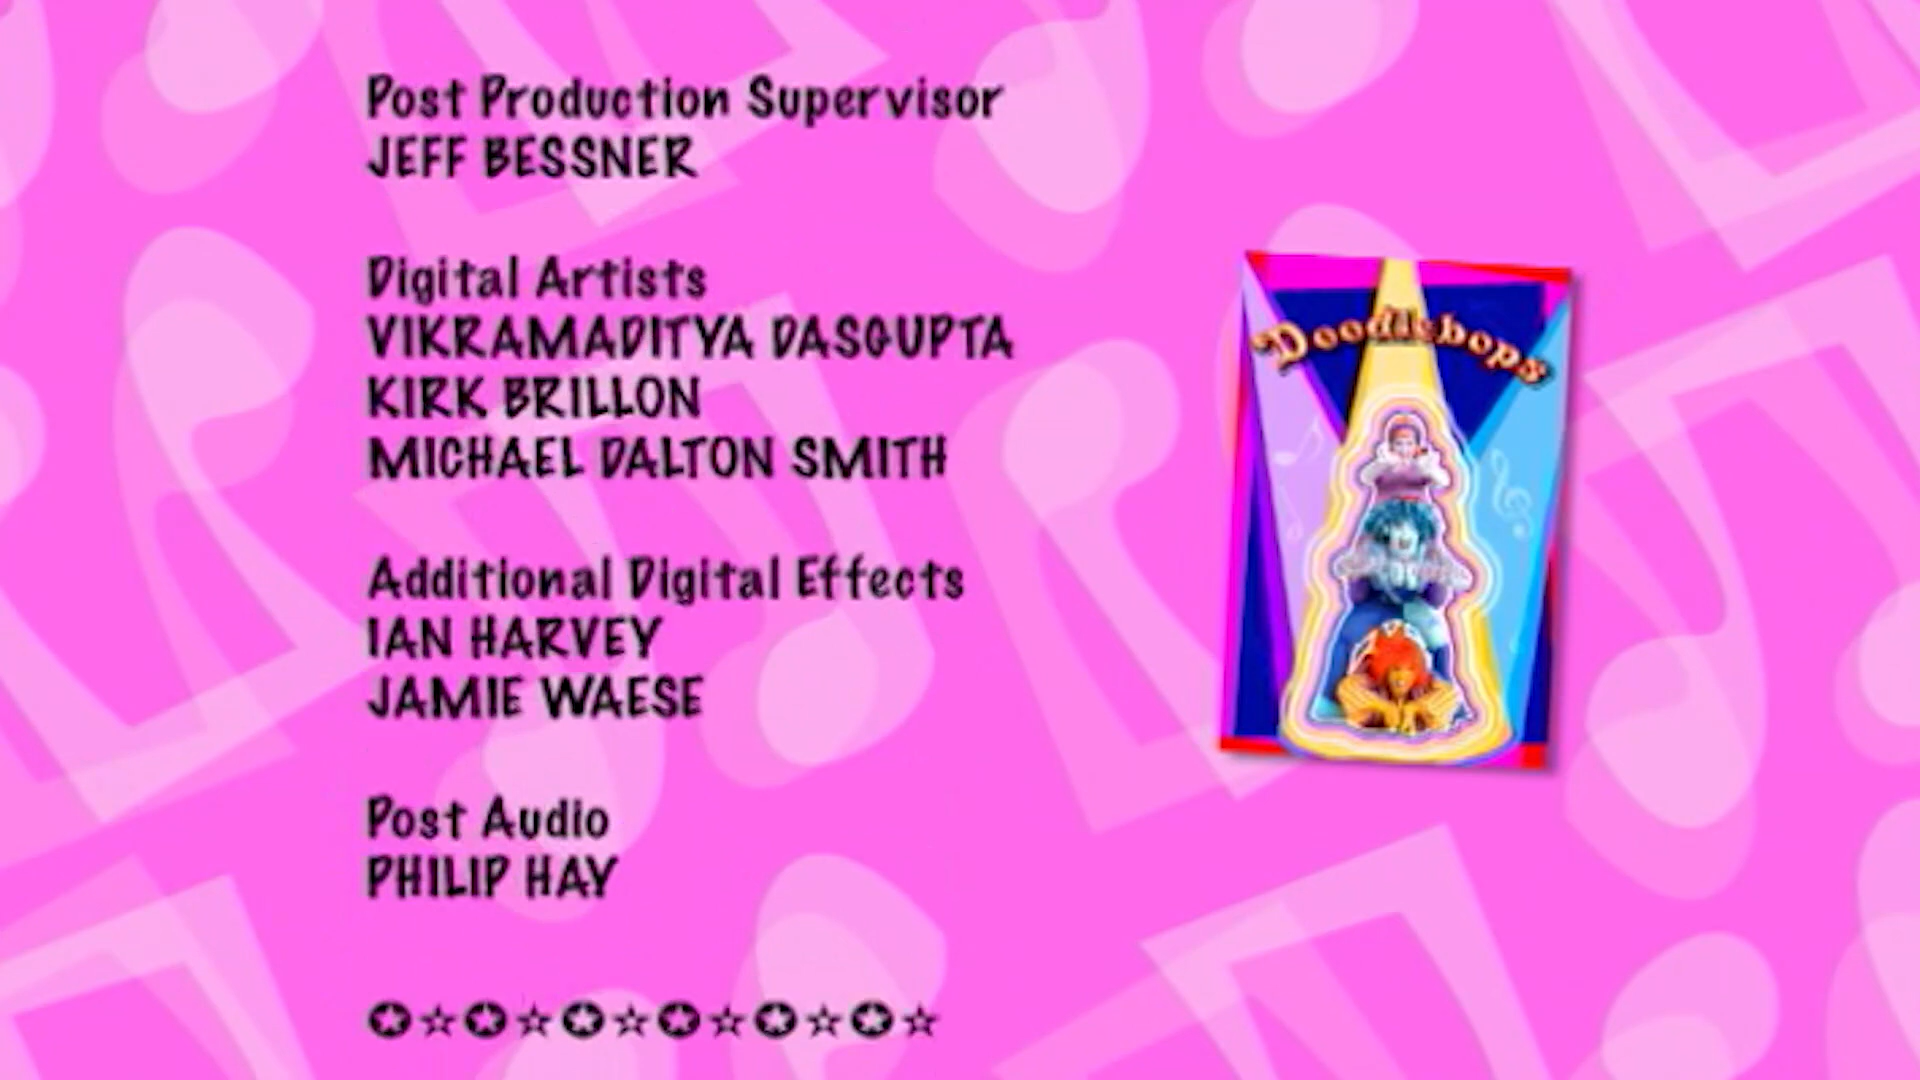 Post Production Supervisor
JEFF BESSNER
Digital Artists
VIKRAMADITYA DASGUPTA
KIRK BRILLON
MICHAEL DALTON SMITH
Additional Digital Effects
IAN HARVEY
JAMIE WAESE
Post Audio
PHILIP HAY
✪☆✪☆✪☆✪☆✪☆✪☆
Doodlebops